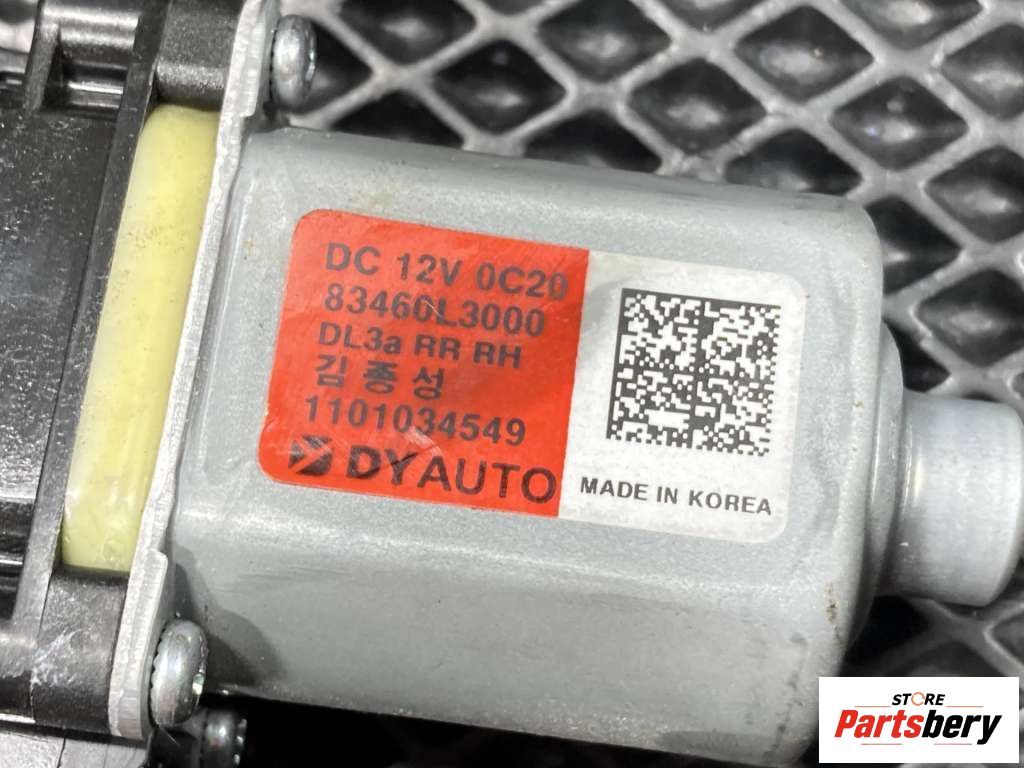 DC 12V 0C20
83460L3000
DL3a RR RH
김종성
1101034549
DYAUTO
MADE IN KOREA
STORE
Partsbery